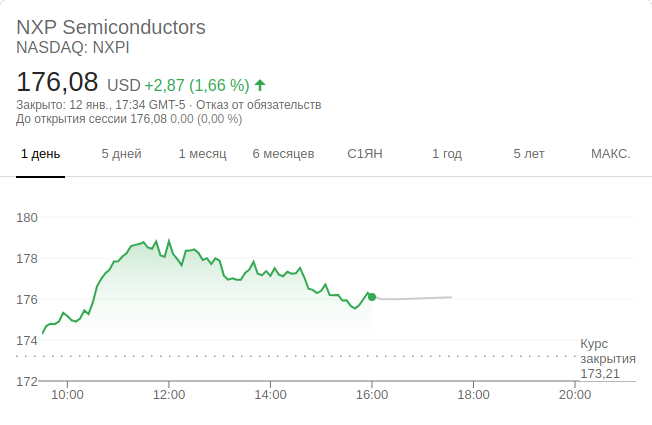 NXP Semiconductors
NASDAQ: NXPI
176,08 USD +2,87 (1,66 %)
Закрыто: 12 янв., 17:34 GMT-5 · Отказ от обязательств
До открытия сессии 176,08 0,00 (0,00 %)
1 день 5 дней 1 месяц 6 месяцев С1ЯН 1 год 5 лет МАКС.
180
178
176
174
Курс
закрытия
173,21
172
10:00 12:00 14:00 16:00 18:00 20:00